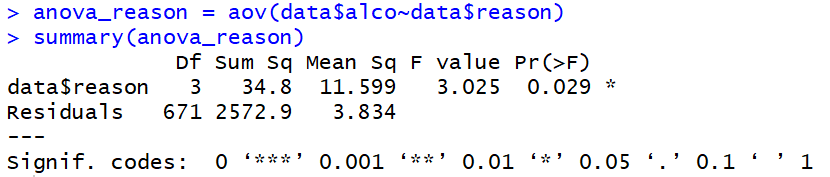 > anova_reason = aov(data$alco~data$reason)
> summary(anova_reason)
             Df Sum Sq Mean Sq F value Pr(>F)
data$reason   3   34.8  11.599   3.025  0.029 *
Residuals   671 2572.9   3.834
---
Signif. codes:  0 ‘***’ 0.001 ‘**’ 0.01 ‘*’ 0.05 ‘.’ 0.1 ‘ ’ 1